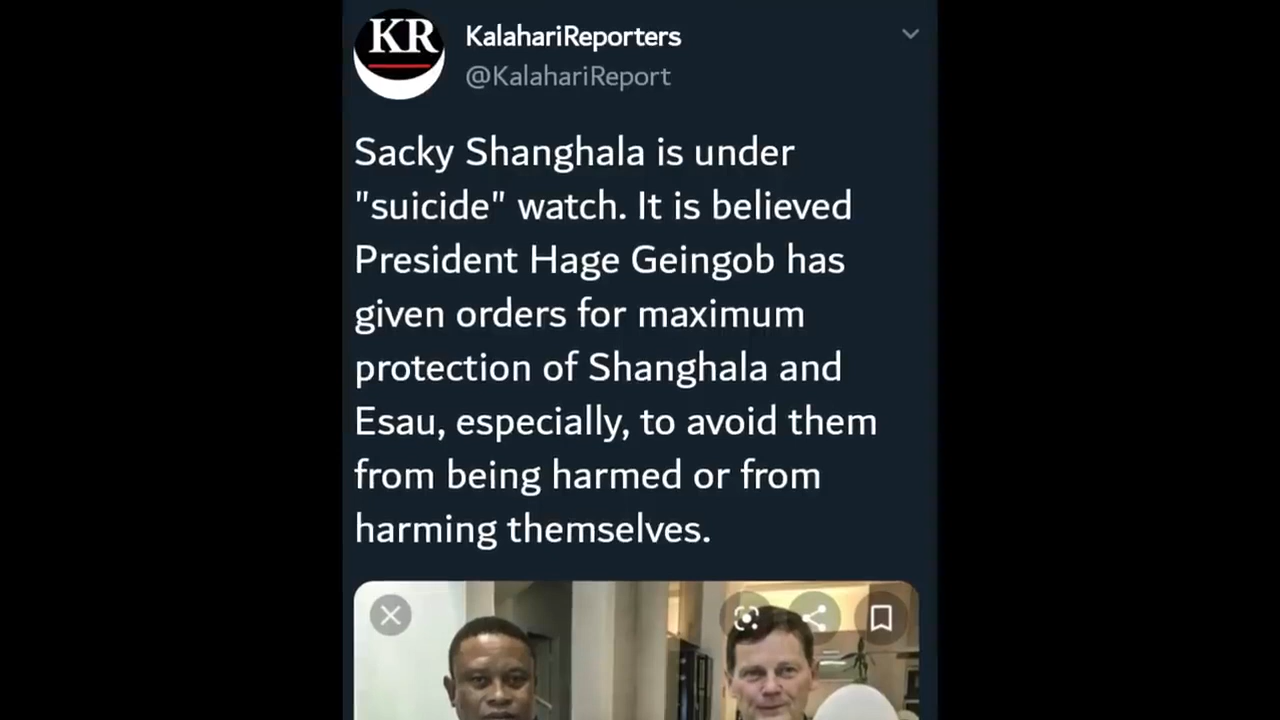 KR
KalahariReporters
@KalahariReport
Sacky Shanghala is under
"suicide" watch. It is believed
President Hage Geingob has
given orders for maximum
protection of Shanghala and
Esau, especially, to avoid them
from being harmed or from
harming themselves.